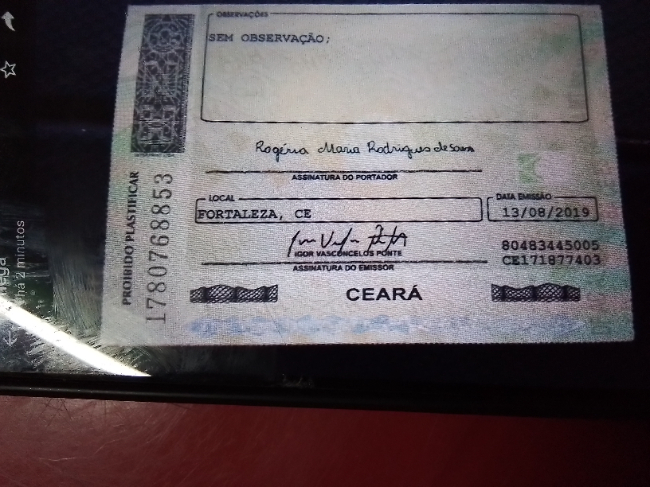 OBSERVAÇÕES
SEM OBSERVAÇÃO;
Rogéria Maria Rodrigues de Sousa
ASSINATURA DO PORTADOR
LOCAL
FORTALEZA, CE
DATA EMISSÃO
13/08/2019
IGOR VASCONCELOS PONTE
ASSINATURA DO EMISSOR
80483445005
CE171877403
CEARÁ
PROIBIDO PLASTIFICAR
1780768853
há 2 minutos